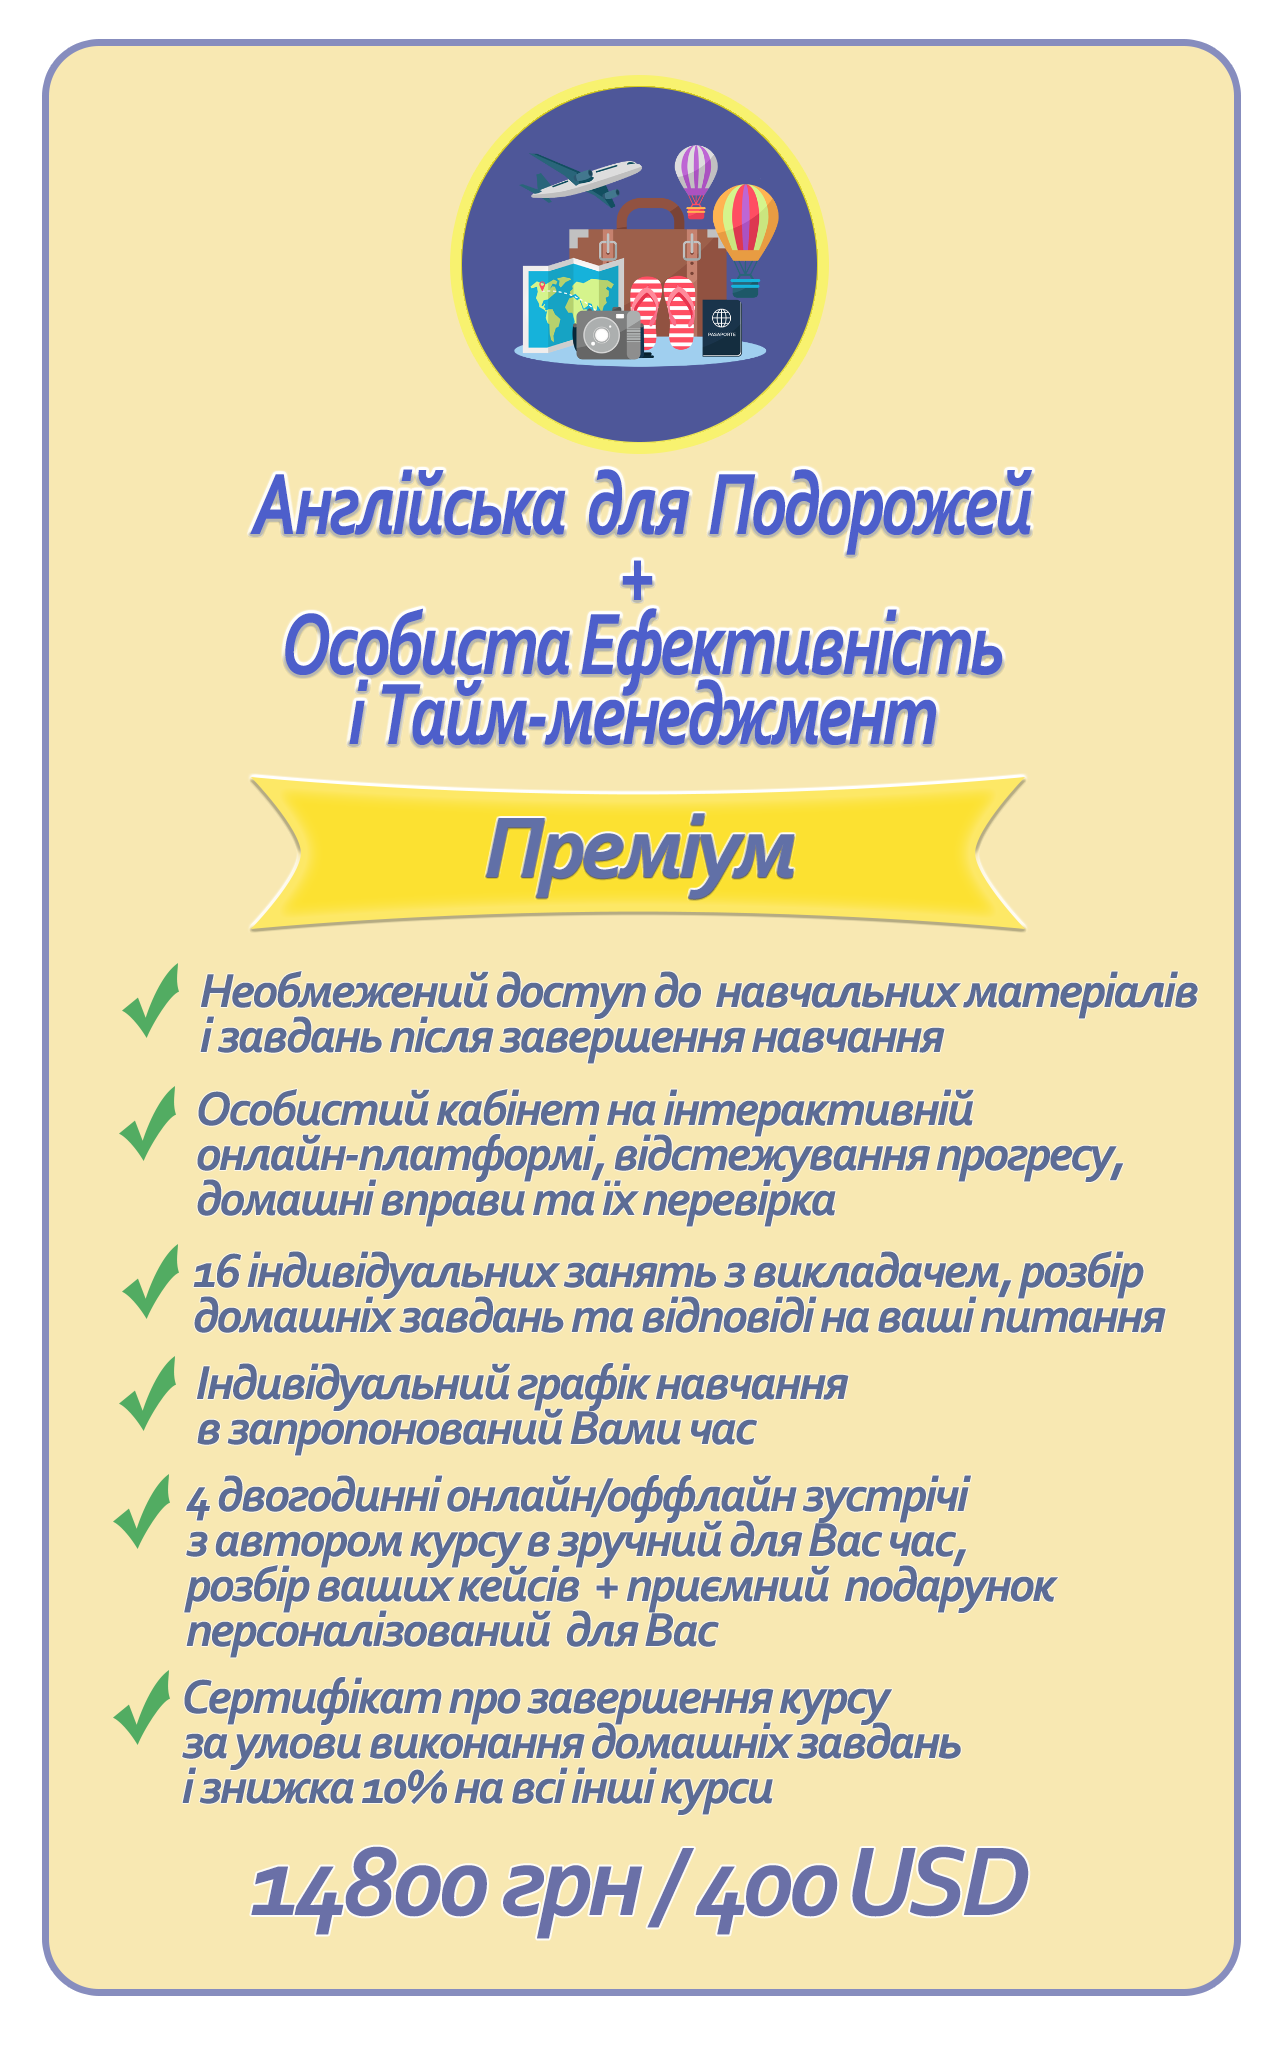 PASAPORTE
Англійська для Подорожей
+
Особиста Ефективність
і Тайм-менеджмент
Преміум
Необмежений доступ до навчальних матеріалів
і завдань після завершення навчання
Особистий кабінет на інтерактивній
онлайн-платформі, відстежування прогресу,
домашні вправи та їх перевірка
16 індивідуальних занять з викладачем, розбір
домашніх завдань та відповіді на ваші питання
Індивідуальний графік навчання
в запропонований Вами час
4 двогодинні онлайн/оффлайн зустрічі
з автором курсу в зручний для Вас час,
розбір ваших кейсів + приємний подарунок
персоналізований для Вас
Сертифікат про завершення курсу
за умови виконання домашніх завдань
і знижка 10% на всі інші курси
14800 грн / 400 USD